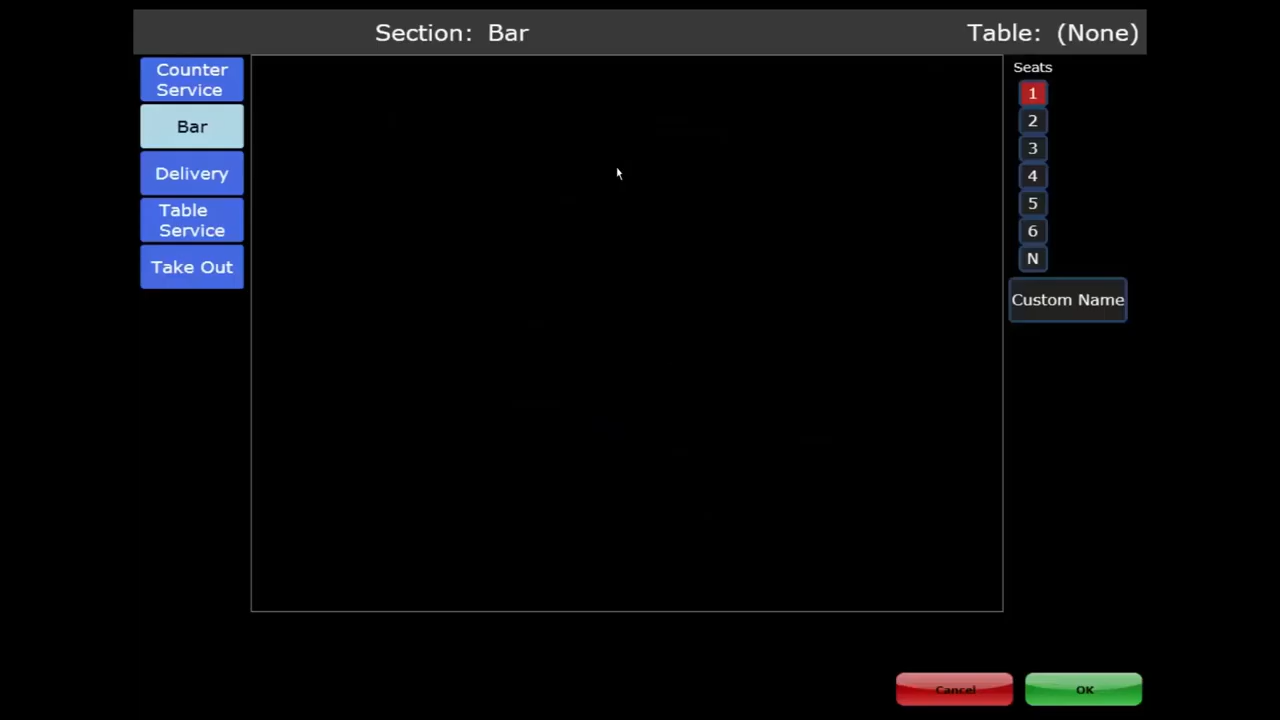 Section: Bar
Table: (None)
Counter
Service
Bar
Delivery
Table
Service
Take Out
Seats
1
2
3
4
5
6
N
Custom Name
Cancel
OK